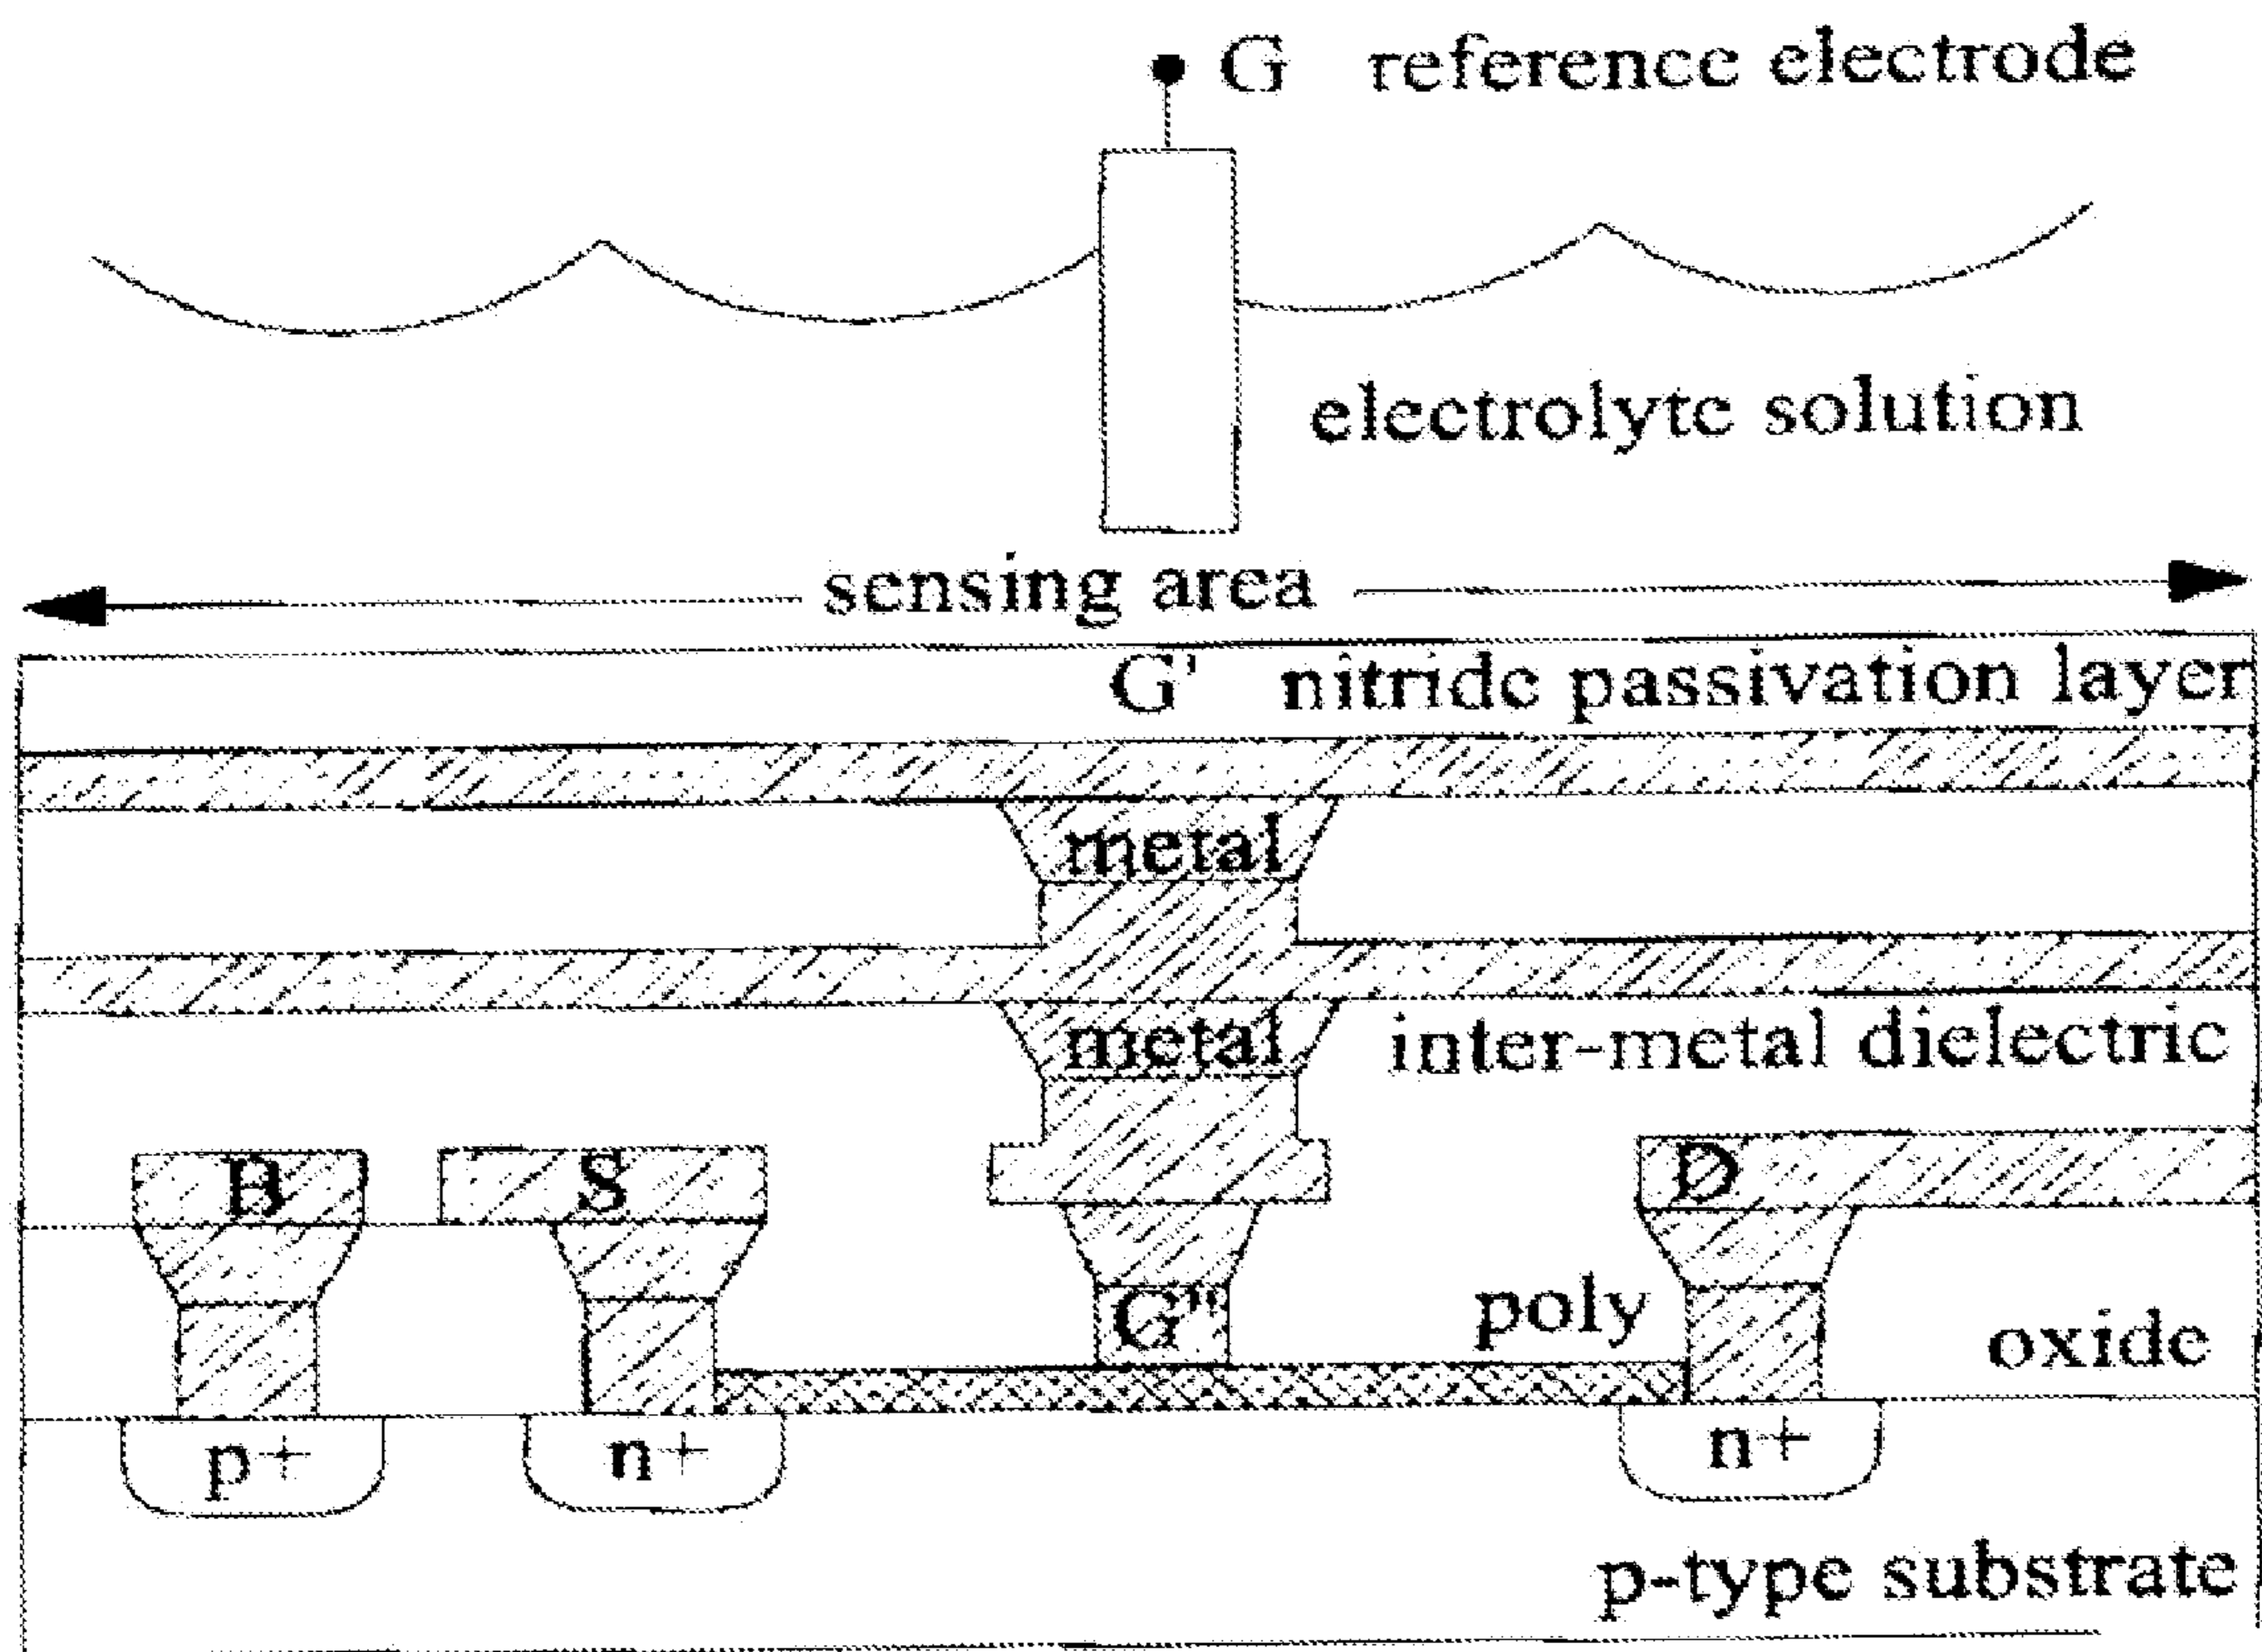 G reference electrode
electrolyte solution
sensing area
G' nitride passivation layer
metal
metal
inter-metal dielectric
B
S
D
G"
poly
oxide
p+
n+
n+
p-type substrate